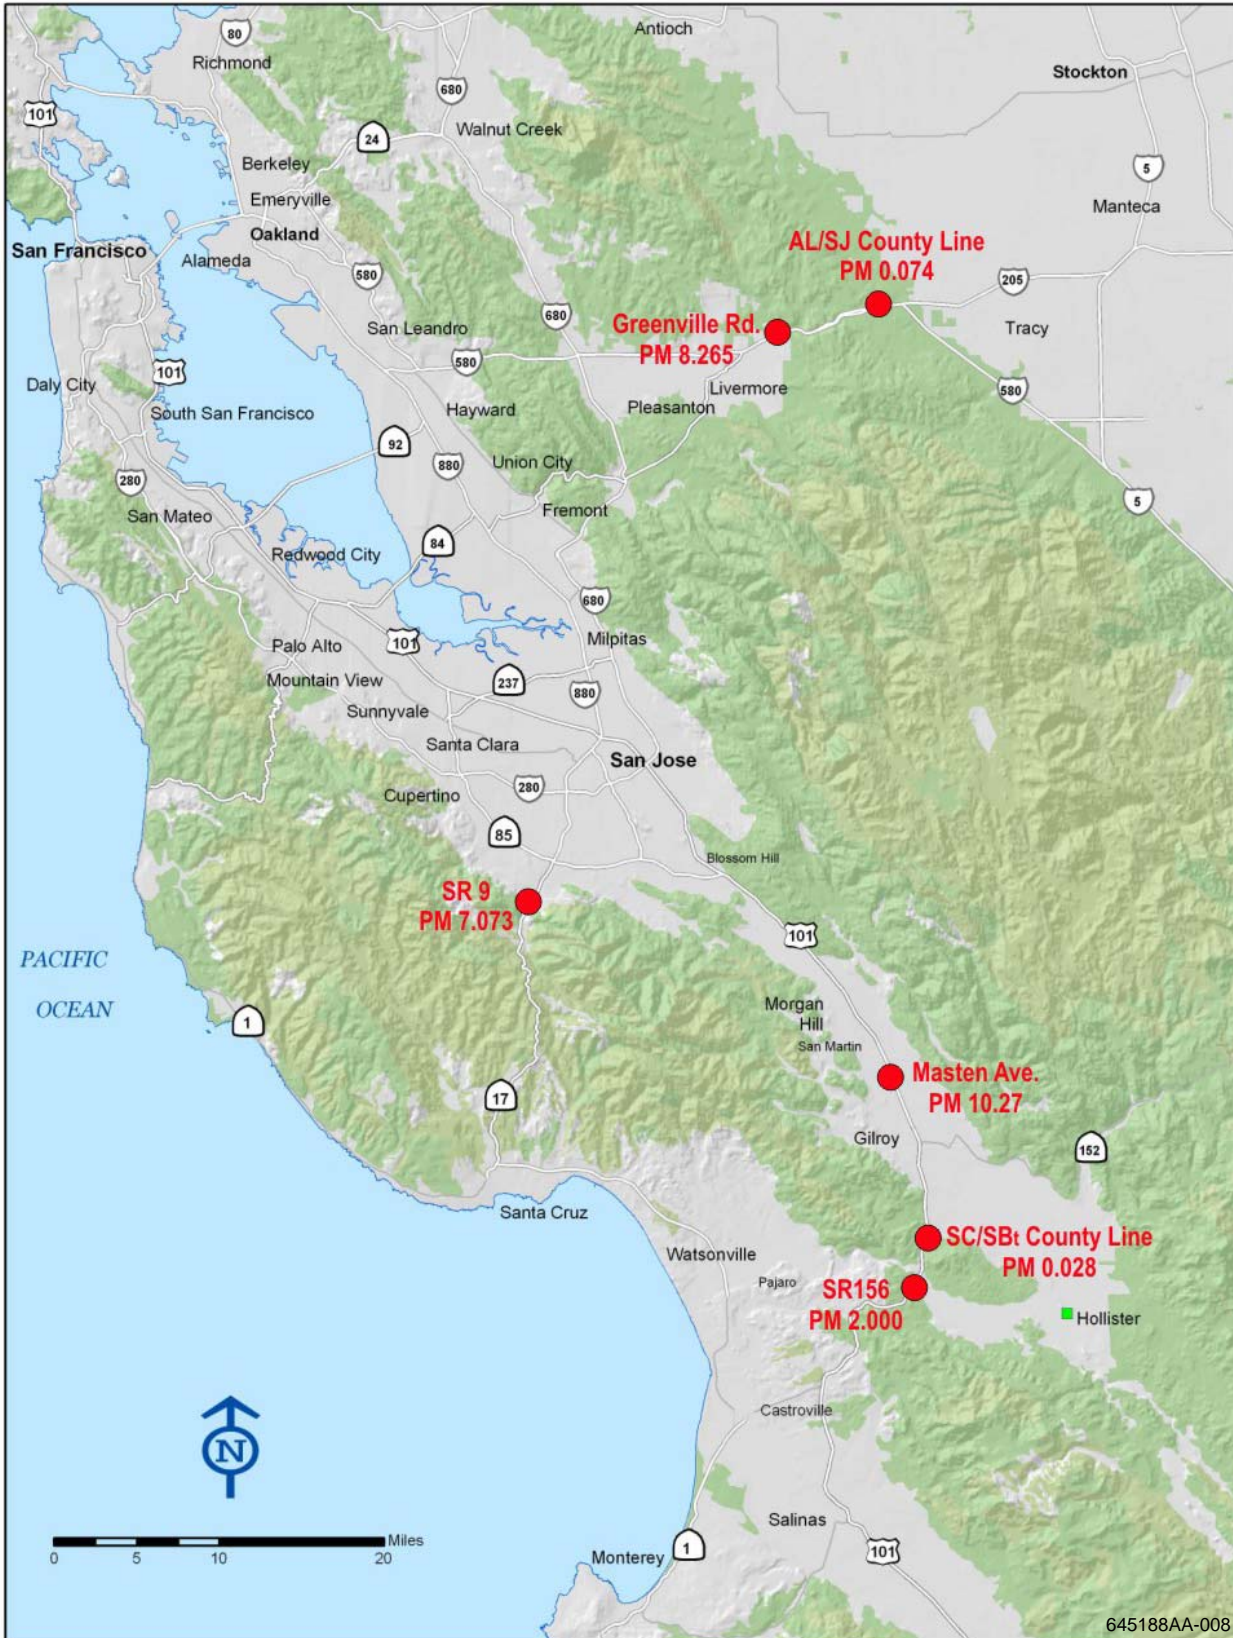 Antioch
80
Richmond
Stockton
680
101
24
Walnut Creek
Berkeley
5
Emeryville
Manteca
Oakland
San Francisco
Alameda
AL/SJ County Line
PM 0.074
580
205
680
San Leandro
Greenville Rd.
PM 8.265
Tracy
580
101
Daly City
Livermore
580
South San Francisco
Hayward
Pleasanton
92
880
Union City
280
5
San Mateo
Fremont
84
Redwood City
680
101
Milpitas
Palo Alto
Mountain View
237
880
Sunnyvale
Santa Clara
San Jose
280
Cupertino
85
Blossom Hill
SR 9
PM 7.073
101
PACIFIC
OCEAN
Morgan
Hill
1
San Martin
Masten Ave.
PM 10.27
17
Gilroy
152
Santa Cruz
SC/SBt County Line
PM 0.028
Watsonville
Pajaro
SR156
PM 2.000
Hollister
Castroville
N
Salinas
Miles
0 5 10 20
Monterey
1
101
645188AA-008